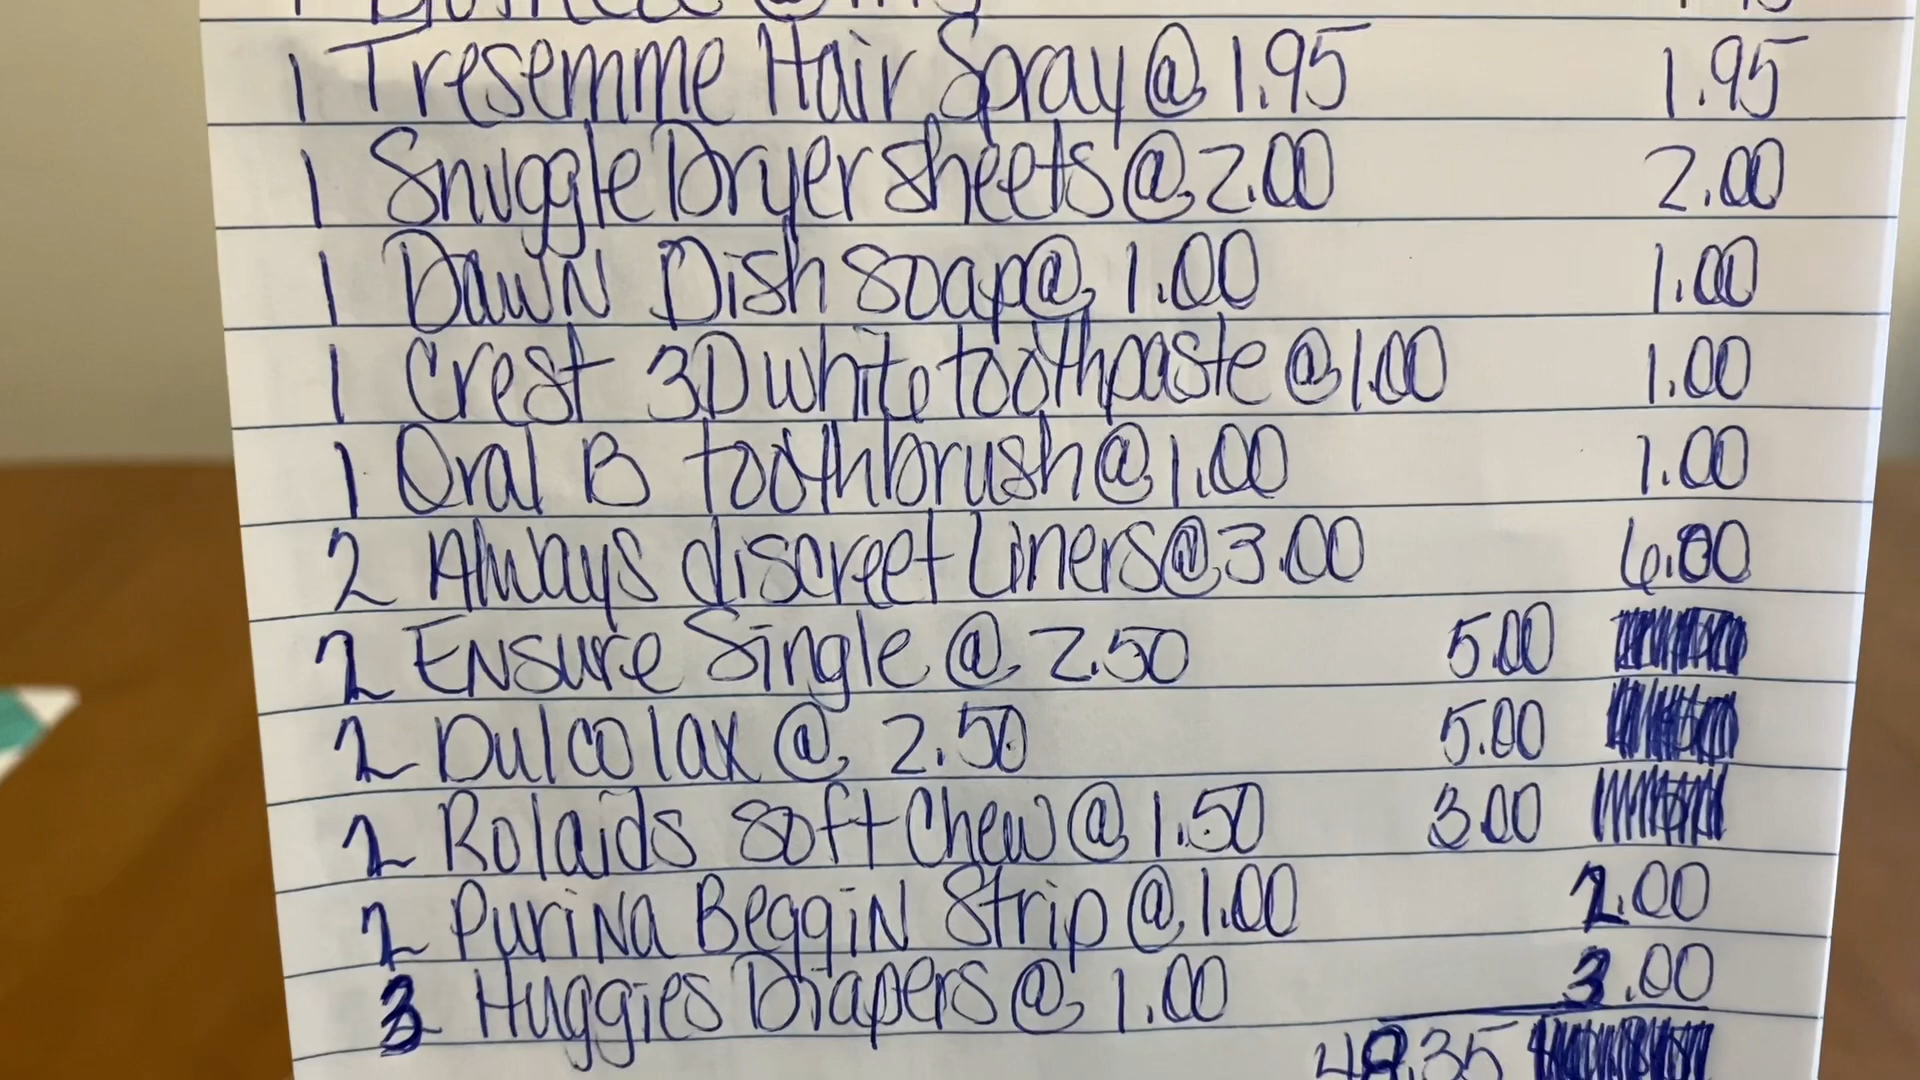 1 Tresemme Hair Spray @ 1.95 1.95
1 Snuggle Dryer sheets @ 2.00 2.00
1 Dawn Dish Soap @ 1.00 1.00
1 Crest 3D white toothpaste @ 1.00 1.00
1 Oral B toothbrush @ 1.00 1.00
2 Always discreet Liners @ 3.00 6.00
2 Ensure Single @ 2.50 5.00
2 Dulcolax @ 2.50 5.00
2 Rolaids Soft Chew @ 1.50 3.00
2 Purina Beggin Strip @ 1.00 2.00
3 Huggies Diapers @ 1.00 3.00
48.35